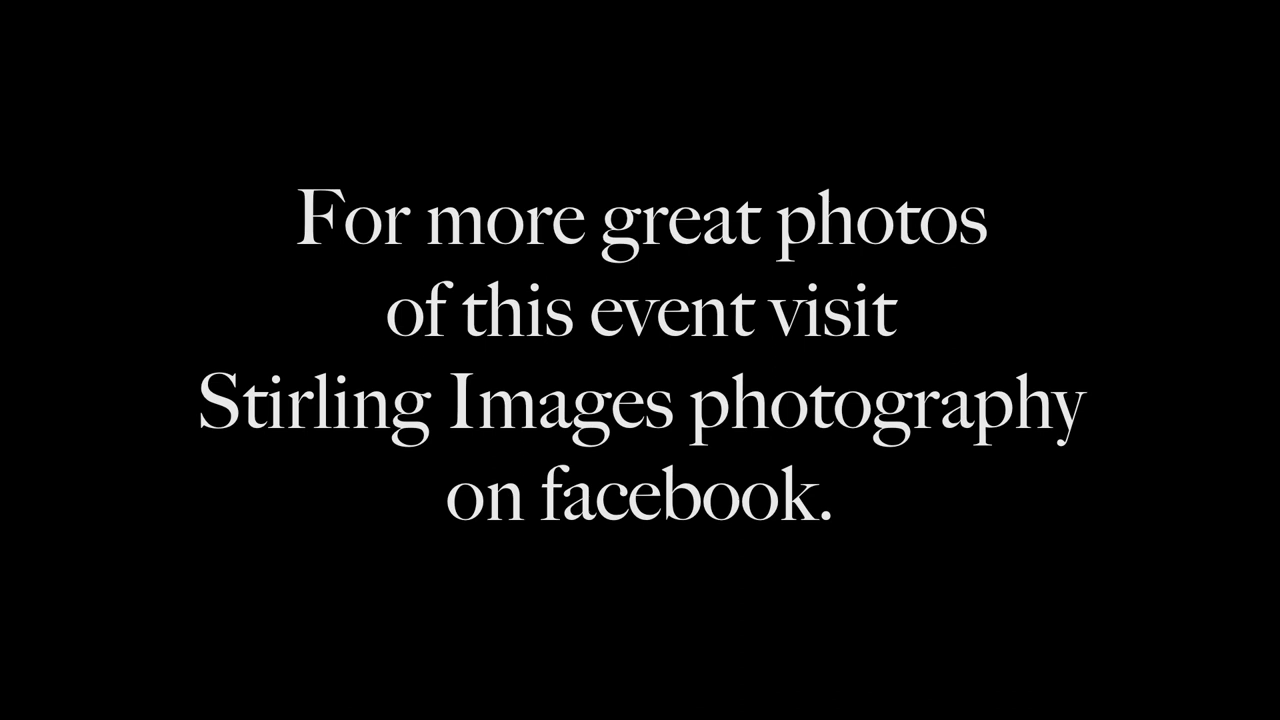 For more great photos
of this event visit
Stirling Images photography
on facebook.